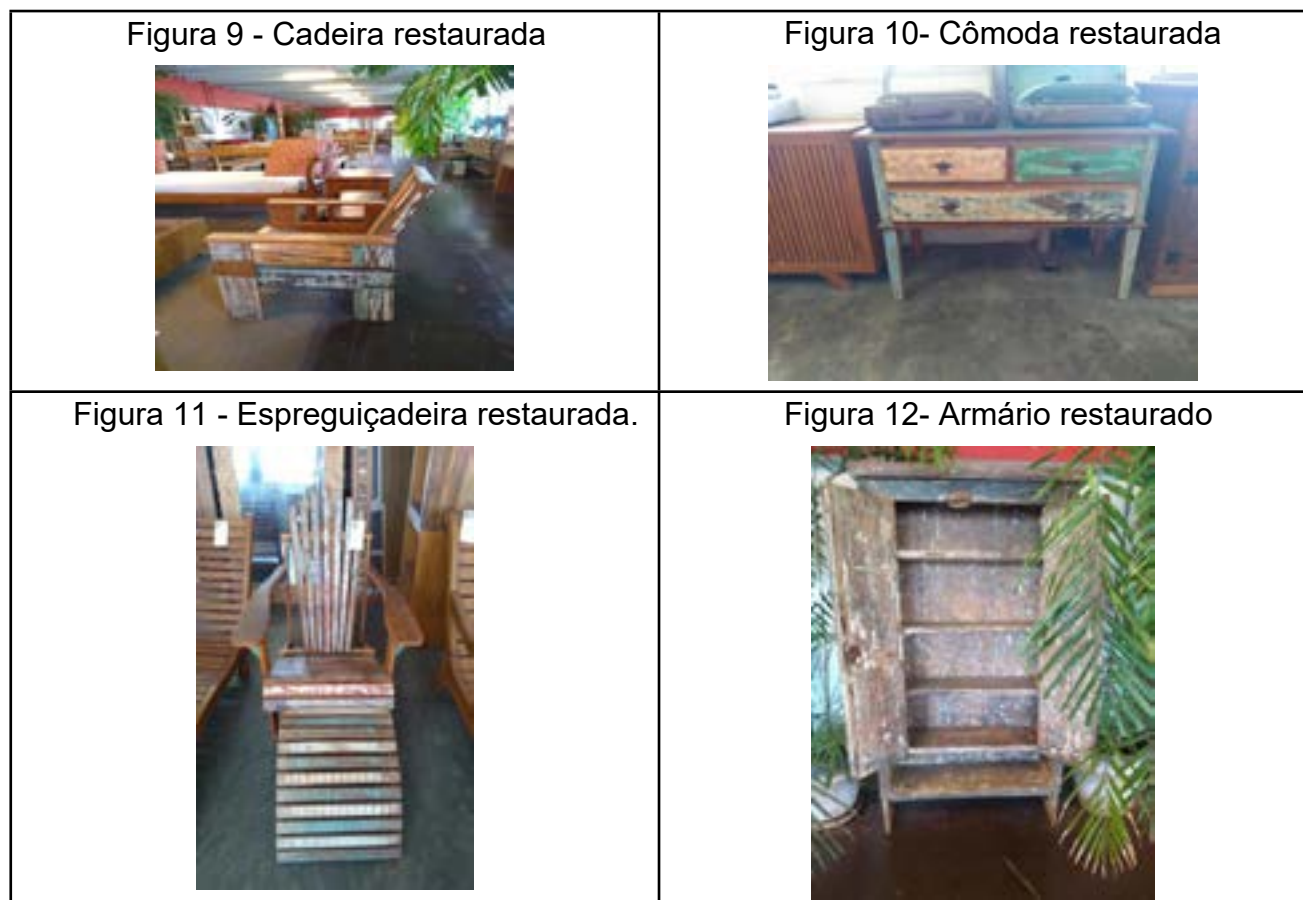 Figura 9 - Cadeira restaurada
Figura 10- Cômoda restaurada
Figura 11 - Espreguiçadeira restaurada.
Figura 12- Armário restaurado